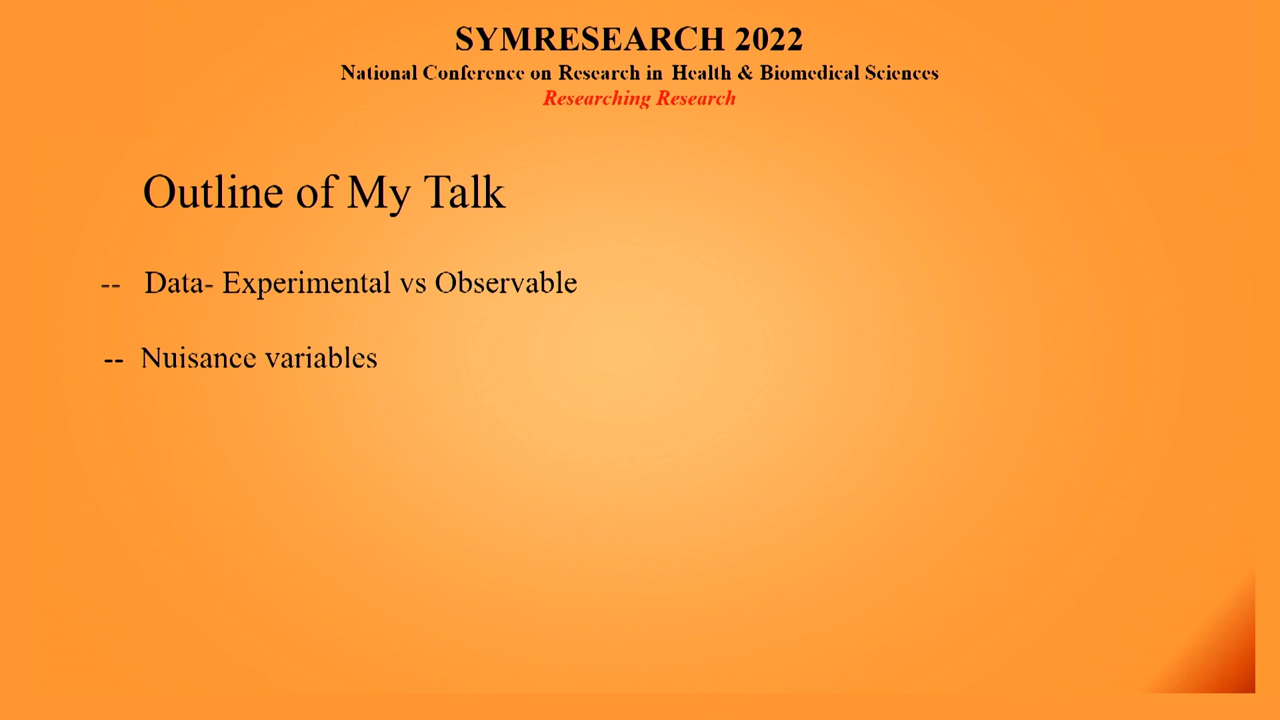 SYMRESEARCH 2022
National Conference on Research in Health & Biomedical Sciences
Researching Research
Outline of My Talk
-- Data- Experimental vs Observable
-- Nuisance variables